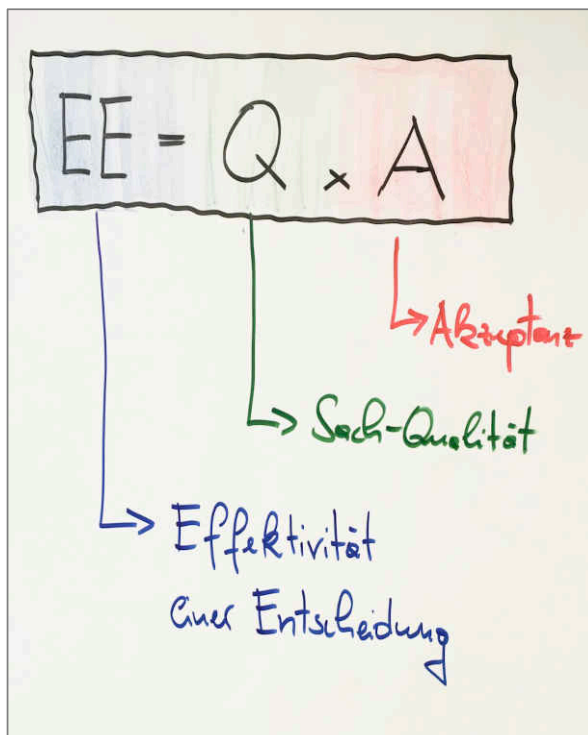 EE = Q x A
Akzeptanz
Sach-Qualität
Effektivität
einer Entscheidung